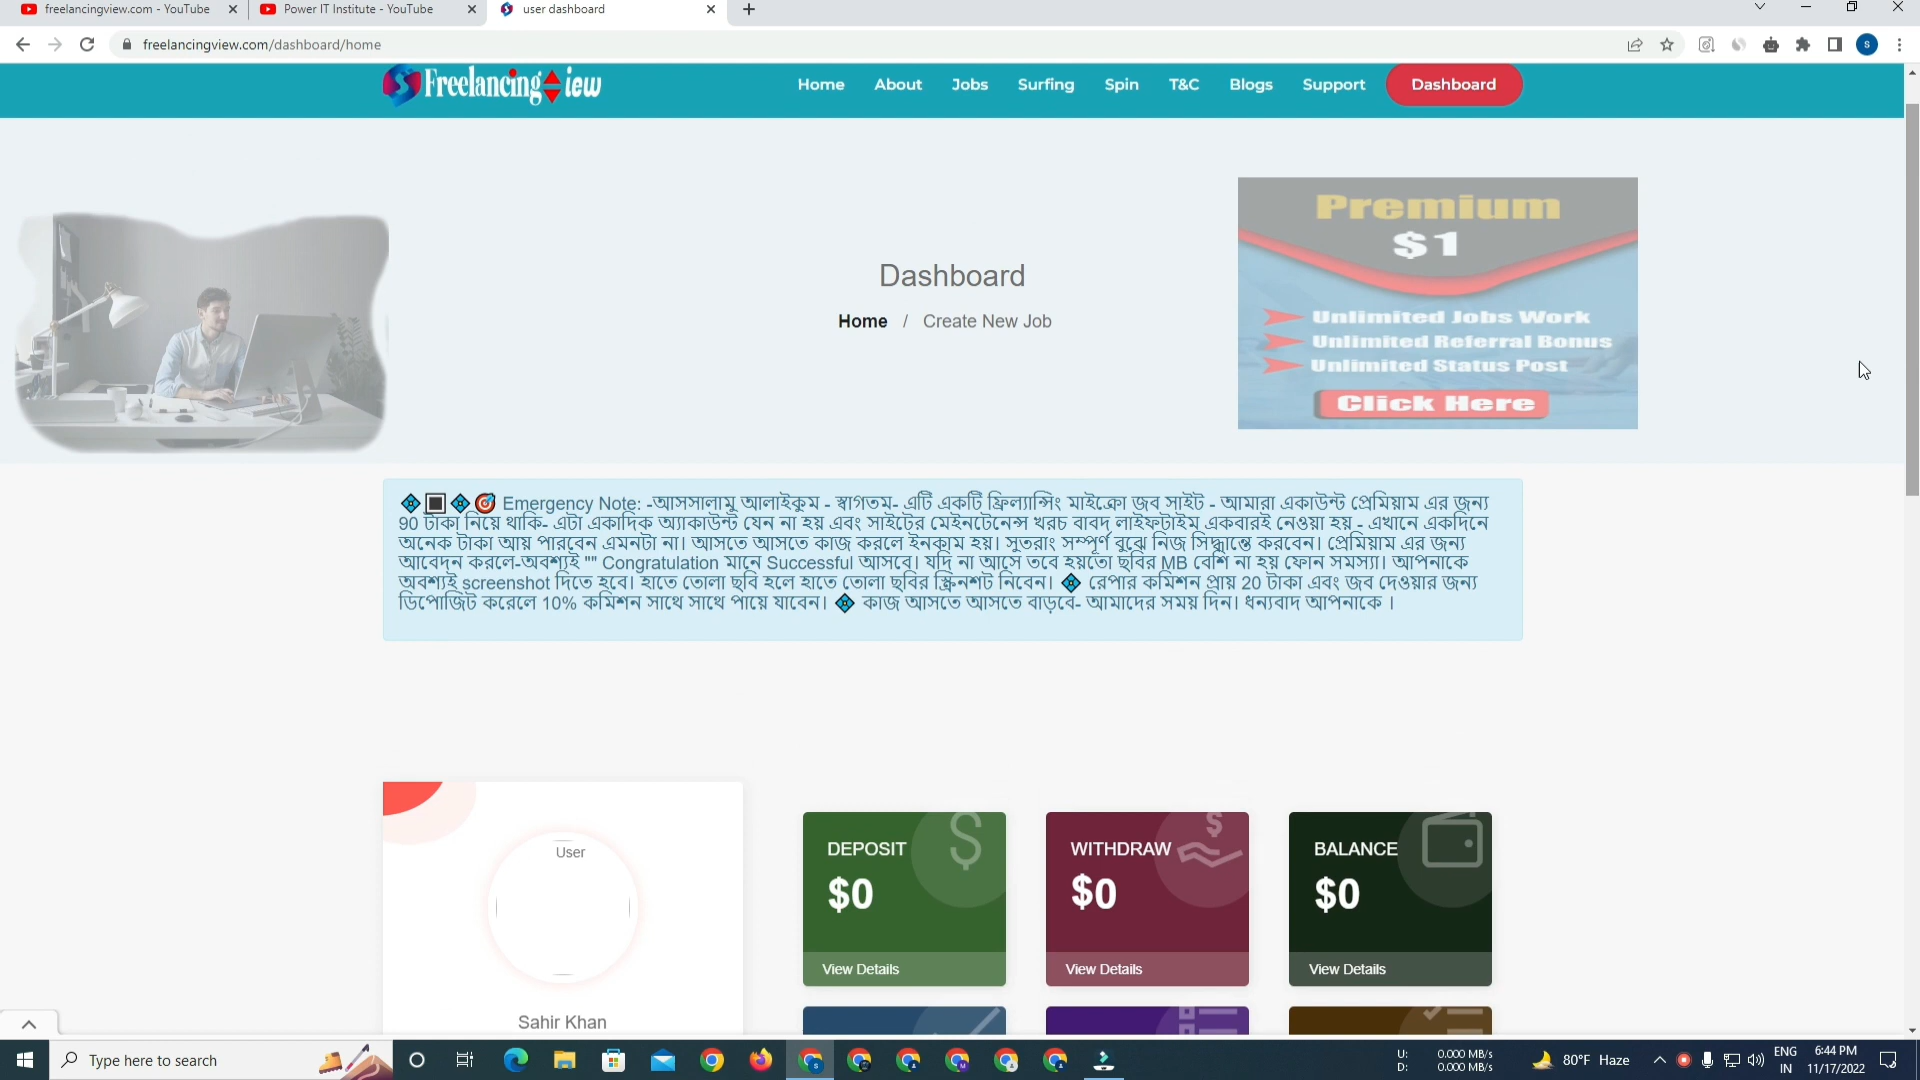 freelancingview.com - YouTube
Power IT Institute - YouTube
user dashboard
freelancingview.com/dashboard/home
S
Freelancing iew
Home About Jobs Surfing Spin T&C Blogs Support Dashboard
Premium
$1
Unlimited Jobs Work
Unlimited Referral Bonus
Unlimited Status Post
Click Here
Dashboard
Home / Create New Job
Emergency Note: -আসসালামু আলাইকুম - স্বাগতম- এটি একটি ফ্রিল্যান্সিং মাইক্রো জব সাইট - আমারা একাউন্ট প্রেমিয়াম এর জন্য
90 টাকা নিয়ে থাকি- এটা একাদিক অ্যাকাউন্ট যেন না হয় এবং সাইটের মেইনটেনেন্স খরচ বাবদ লাইফটাইম একবারই নেওয়া হয় - এখানে একদিনে
অনেক টাকা আয় পারবেন এমনটা না। আসতে আসতে কাজ করলে ইনকাম হয়। সুতরাং সম্পূর্ণ বুঝে নিজ সিদ্ধান্তে করবেন। প্রেমিয়াম এর জন্য
আবেদন করলে-অবশ্যই "" Congratulation মানে Successful আসবে। যদি না আসে তবে হয়তো ছবির MB বেশি না হয় ফোন সমস্যা। আপনাকে
অবশ্যই screenshot দিতে হবে। হাতে তোলা ছবি হলে হাতে তোলা ছবির স্ক্রিনশট নিবেন। রেপার কমিশন প্রায় 20 টাকা এবং জব দেওয়ার জন্য
ডিপোজিট করেলে 10% কমিশন সাথে সাথে পায়ে যাবেন। কাজ আসতে আসতে বাড়বে- আমাদের সময় দিন। ধন্যবাদ আপনাকে ।
User
Sahir Khan
DEPOSIT
$0
View Details
WITHDRAW
$0
View Details
BALANCE
$0
View Details
Type here to search
U: 0.000 MB/s
D: 0.000 MB/s
80°F Haze
ENG
IN
6:44 PM
11/17/2022